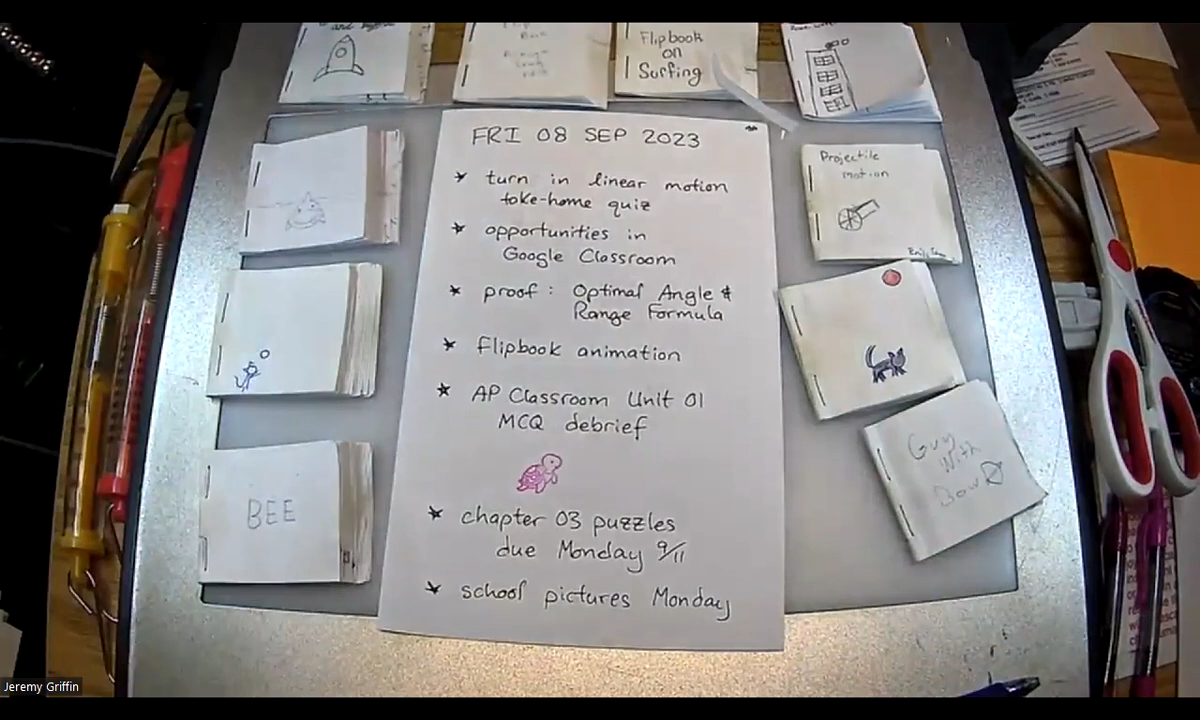 and
Flipbook
on
Surfing
FRI 08 SEP 2023
* turn in linear motion
take-home quiz
* opportunities in
Google Classroom
* proof: Optimal Angle &
Range Formula
* Flipbook animation
* AP Classroom Unit 01
MCQ debrief
* chapter 03 puzzles
due Monday 9/11
* school pictures Monday
BEE
Projectile
motion
Guy
With
Bow
Jeremy Griffin